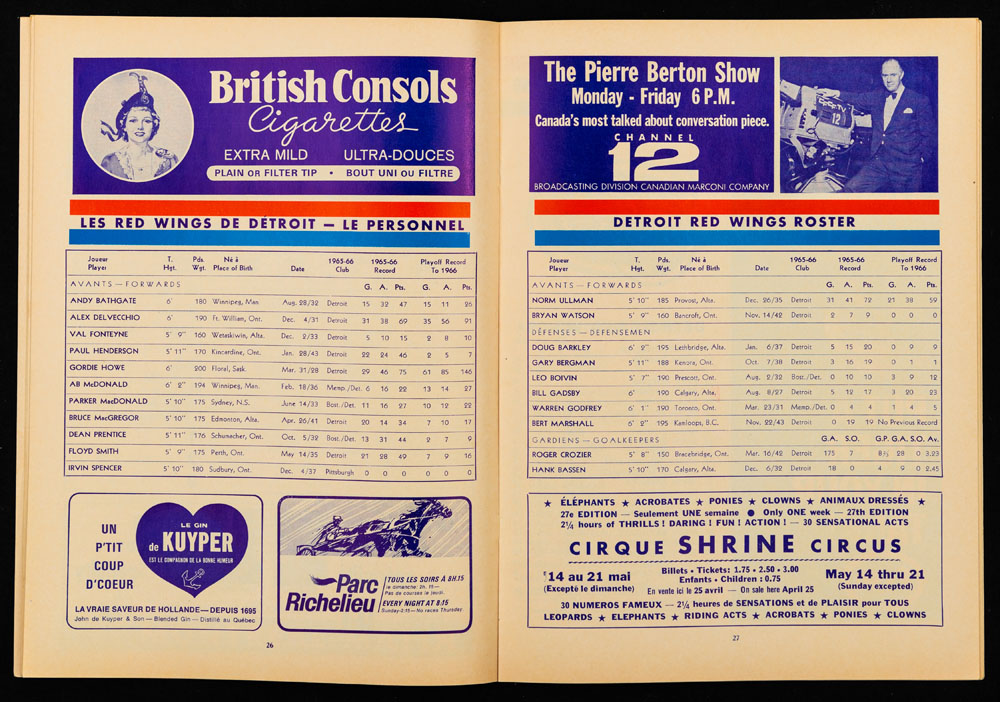 British Consols
Cigarettes
EXTRA MILD ULTRA-DOUCES
PLAIN OR FILTER TIP • BOUT UNI OU FILTRE
LES RED WINGS DE DÉTROIT — LE PERSONNEL
Joueur T. Pds. Né à 1965-66 1965-66 Playoff Record
Player Hgt. Wgt. Place of Birth Date Club Record To 1966
AVANTS — FORWARDS G. A. Pts. G. A. Pts.
ANDY BATHGATE 6' 180 Winnipeg, Man. Aug. 28/32 Detroit 15 32 47 15 11 26
ALEX DELVECCHIO 6' 190 Ft. William, Ont. Dec. 4/31 Detroit 31 38 69 35 56 91
VAL FONTEYNE 5' 9" 160 Wetaskiwin, Alta. Dec. 2/33 Detroit 5 10 15 2 8 10
PAUL HENDERSON 5' 11" 170 Kincardine, Ont. Jan. 28/43 Detroit 22 24 46 2 5 7
GORDIE HOWE 6' 200 Floral, Sask. Mar. 31/28 Detroit 29 46 75 61 85 146
AB McDONALD 6' 2" 194 Winnipeg, Man. Feb. 18/36 Memp./Det. 6 16 22 13 14 27
PARKER MacDONALD 5' 10" 175 Sydney, N.S. June 14/33 Bost./Det. 11 16 27 10 12 22
BRUCE MacGREGOR 5' 10" 175 Edmonton, Alta. Apr. 26/41 Detroit 20 14 34 7 10 17
DEAN PRENTICE 5' 11" 176 Schumacher, Ont. Oct. 5/32 Bost./Det. 13 31 44 2 7 9
FLOYD SMITH 5' 9" 175 Perth, Ont. May 14/35 Detroit 21 28 49 7 9 16
IRVIN SPENCER 5' 10" 180 Sudbury, Ont. Dec. 4/37 Pittsburgh 0 0 0 0 0 0
UN
P'TIT
COUP
D'COEUR
LE GIN
de KUYPER
EST LE COMPAGNON DE LA BONNE HUMEUR
LA VRAIE SAVEUR DE HOLLANDE — DEPUIS 1695
John de Kuyper & Son — Blended Gin — Distillé au Québec
Parc
Richelieu
TOUS LES SOIRS À 8H.15
le dimanche: 2h. 15—
Pas de courses le jeudi.
EVERY NIGHT AT 8.15
Sunday-2:15 — No races Thursday
26
The Pierre Berton Show
Monday - Friday 6 P.M.
Canada's most talked about conversation piece.
CHANNEL
12
BROADCASTING DIVISION CANADIAN MARCONI COMPANY
CFCF-TV
12
DETROIT RED WINGS ROSTER
Joueur T. Pds. Né à 1965-66 1965-66 Playoff Record
Player Hgt. Wgt. Place of Birth Date Club Record To 1966
AVANTS — FORWARDS G. A. Pts. G. A. Pts.
NORM ULLMAN 5' 10" 185 Provost, Alta. Dec. 26/35 Detroit 31 41 72 21 38 59
BRYAN WATSON 5' 9" 160 Bancroft, Ont. Nov. 14/42 Detroit 2 7 9 0 0 0
DÉFENSES — DEFENSEMEN
DOUG BARKLEY 6' 2" 195 Lethbridge, Alta. Jan. 6/37 Detroit 5 15 20 0 9 9
GARY BERGMAN 5' 11" 188 Kenora, Ont. Oct. 7/38 Detroit 3 16 19 0 1 1
LEO BOIVIN 5' 7" 190 Prescott, Ont. Aug. 2/32 Bost./Det. 0 10 10 3 9 12
BILL GADSBY 6' 190 Calgary, Alta. Aug. 8/27 Detroit 5 12 17 3 20 23
WARREN GODFREY 6' 1" 190 Toronto, Ont. Mar. 23/31 Memp./Det. 0 4 4 1 4 5
BERT MARSHALL 6' 2" 195 Kamloops, B.C. Nov. 22/43 Detroit 0 19 19 No Previous Record
GARDIENS — GOALKEEPERS G.A. S.O. G.P. G.A. S.O. Av.
ROGER CROZIER 5' 8" 150 Bracebridge, Ont. Mar. 16/42 Detroit 175 7 8½ 28 0 3.23
HANK BASSEN 5' 10" 170 Calgary, Alta. Dec. 6/32 Detroit 18 0 4 9 0 2.45
★ ÉLÉPHANTS ★ ACROBATES ★ PONIES ★ CLOWNS ★ ANIMAUX DRESSÉS ★
27e EDITION — Seulement UNE semaine ● Only ONE week — 27th EDITION
2¼ hours of THRILLS! DARING! FUN! ACTION! — 30 SENSATIONAL ACTS
CIRQUE SHRINE CIRCUS
14 au 21 mai
(Excepté le dimanche)
Billets • Tickets: 1.75 • 2.50 • 3.00
Enfants • Children: 0.75
En vente ici le 25 avril — On sale here April 25
May 14 thru 21
(Sunday excepted)
30 NUMEROS FAMEUX — 2¼ heures de SENSATIONS et de PLAISIR pour TOUS
LEOPARDS ★ ELEPHANTS ★ RIDING ACTS ★ ACROBATS ★ PONIES ★ CLOWNS
27